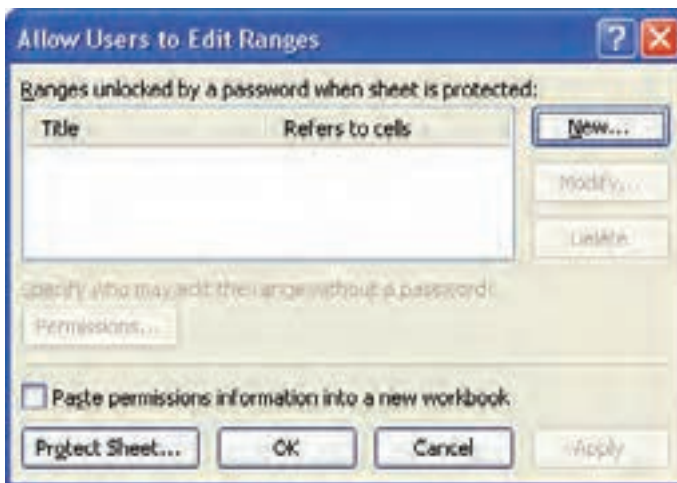 Allow Users to Edit Ranges
Ranges unlocked by a password when sheet is protected:
Title Refers to cells New...
Modify...
Delete
Specify who may edit the range without a password:
Permissions...
Paste permissions information into a new workbook
Protect Sheet... OK Cancel Apply